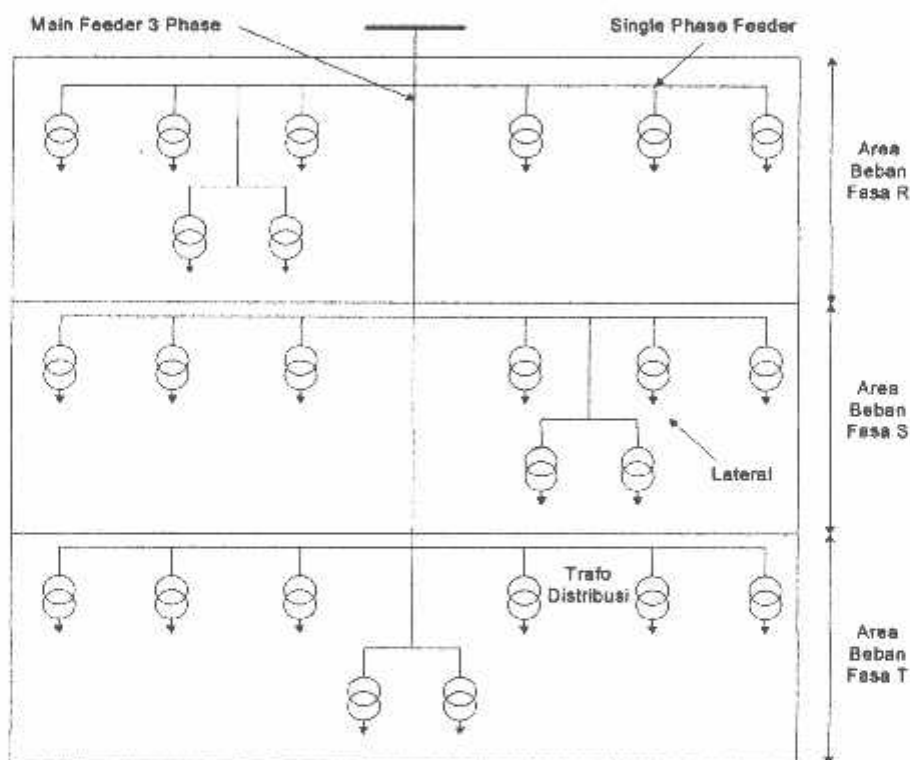 Main Feeder 3 Phase
Single Phase Feeder
Area
Beban
Fasa R
Area
Beban
Fasa S
Lateral
Trafo
Distribusi
Area
Beban
Fasa T